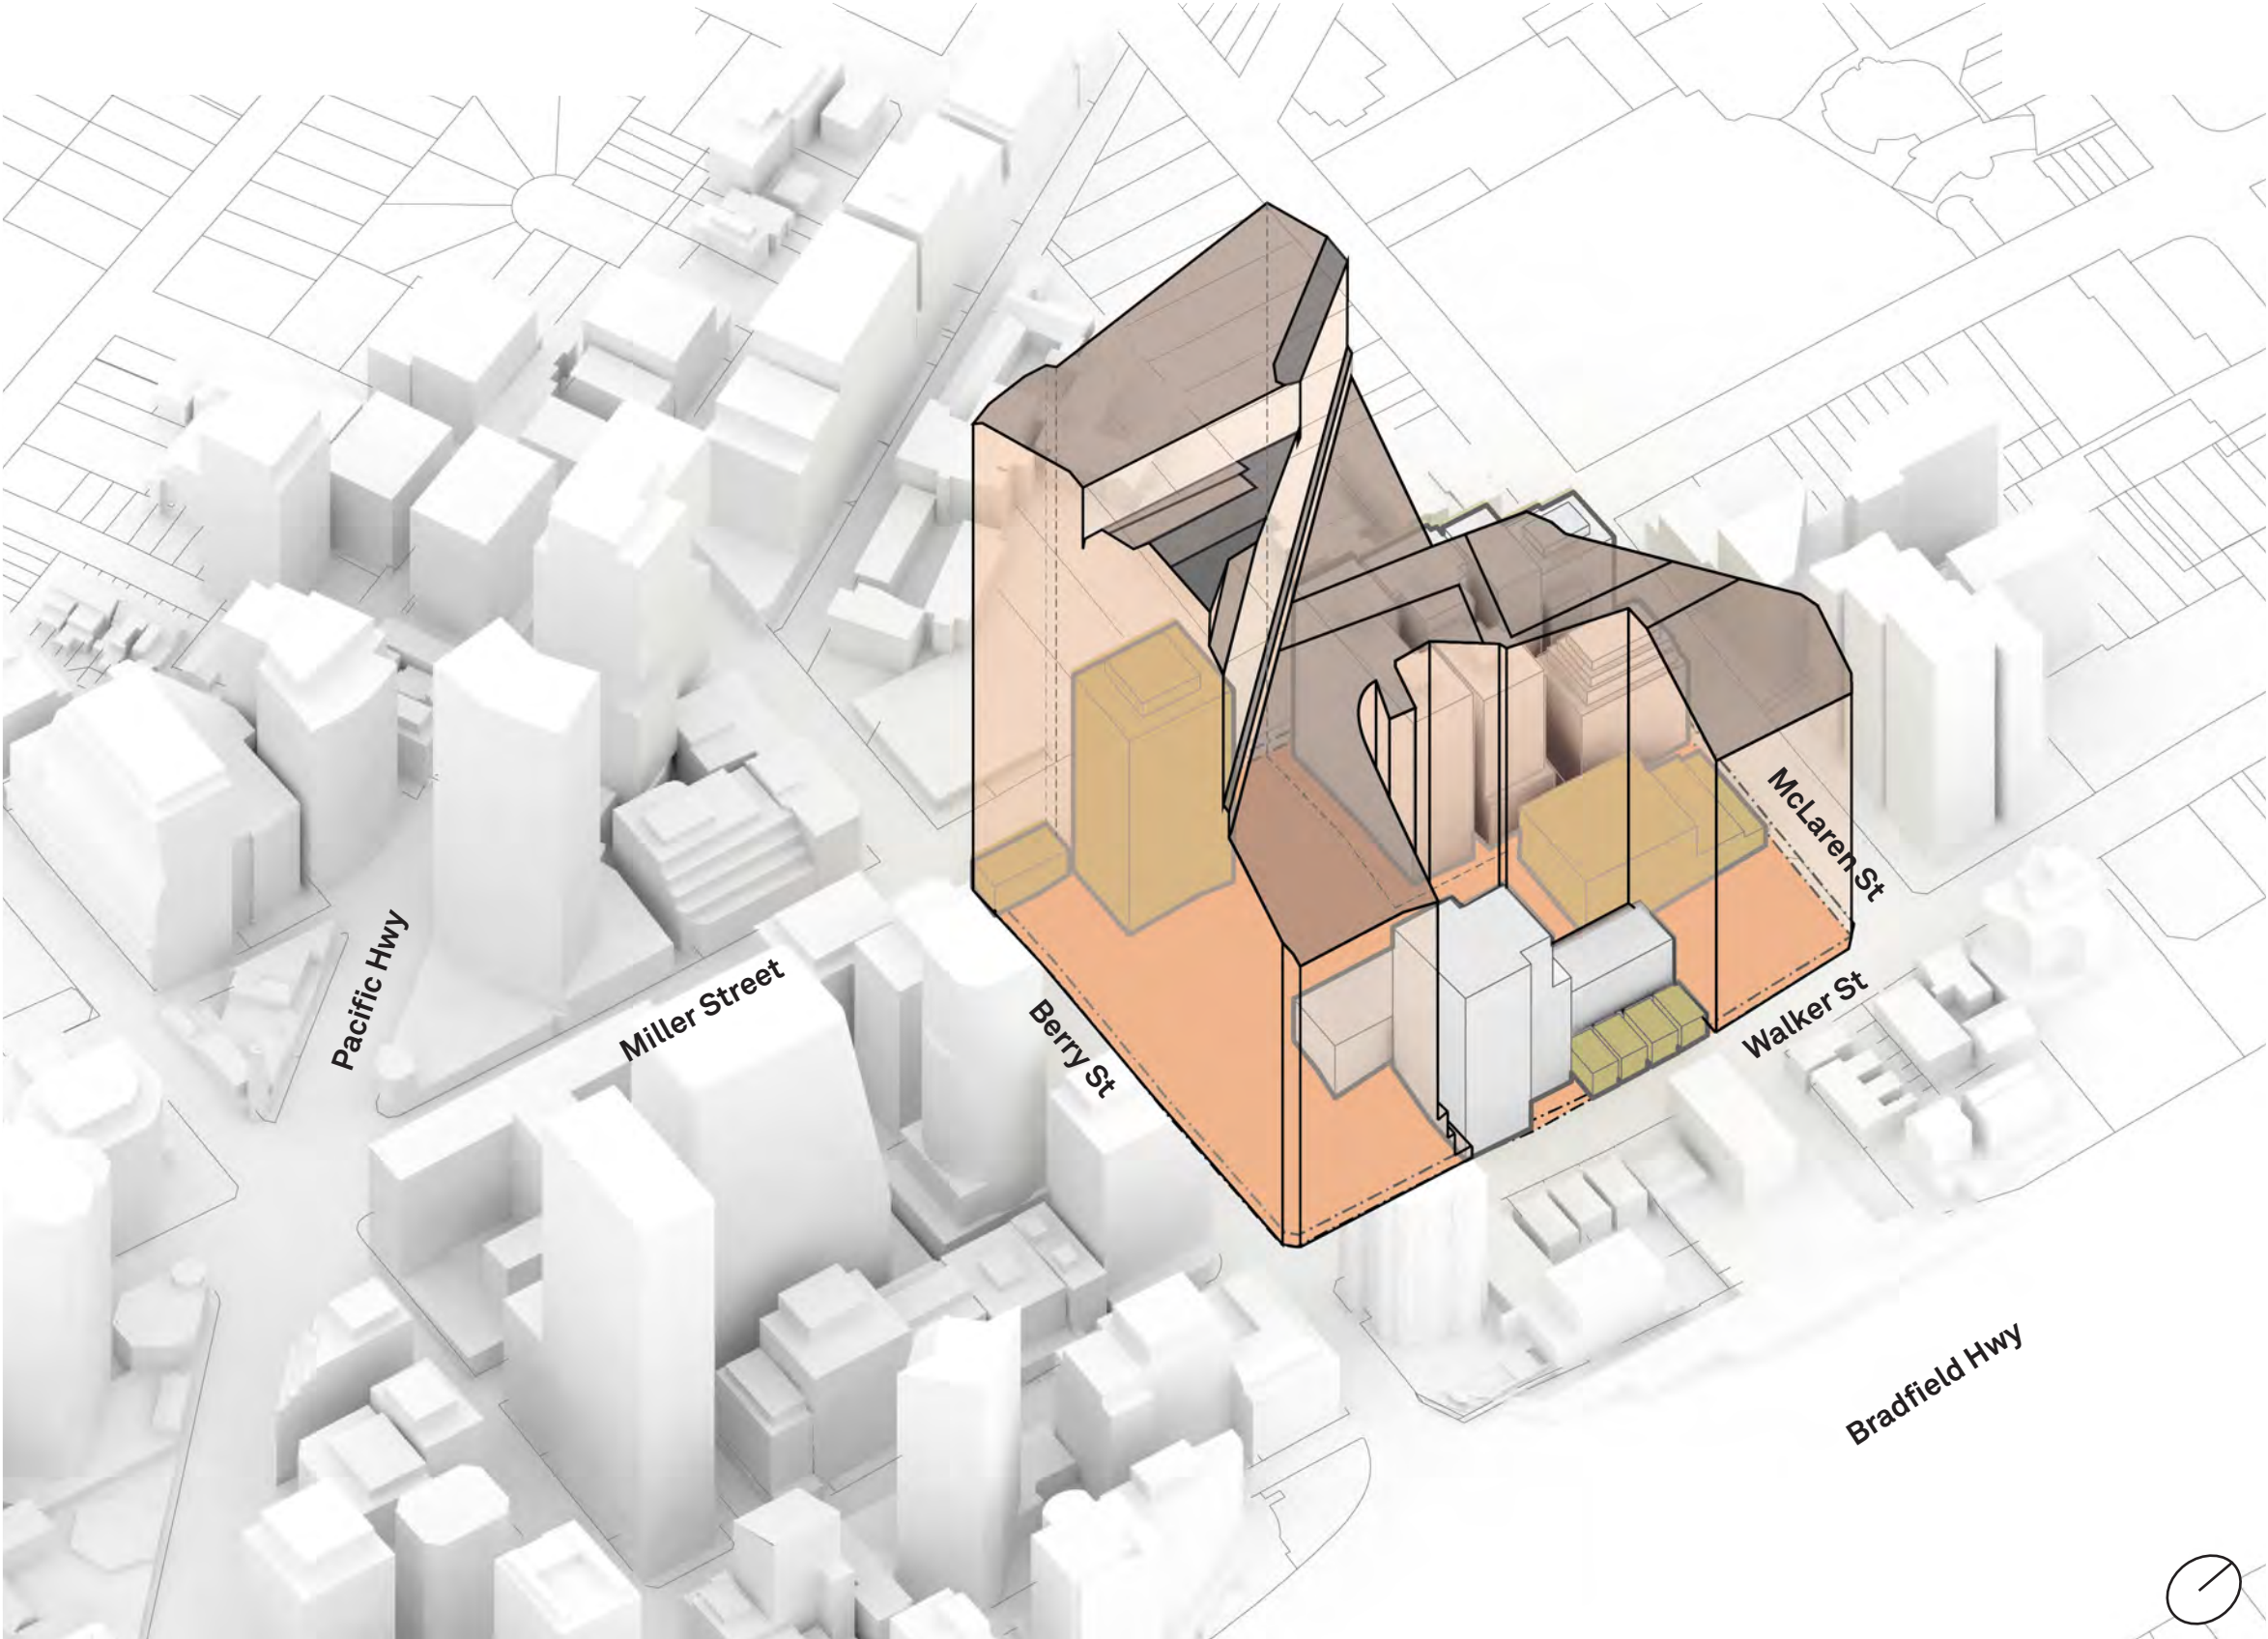 McLaren St
Pacific Hwy
Miller Street
Berry St
Walker St
Bradfield Hwy